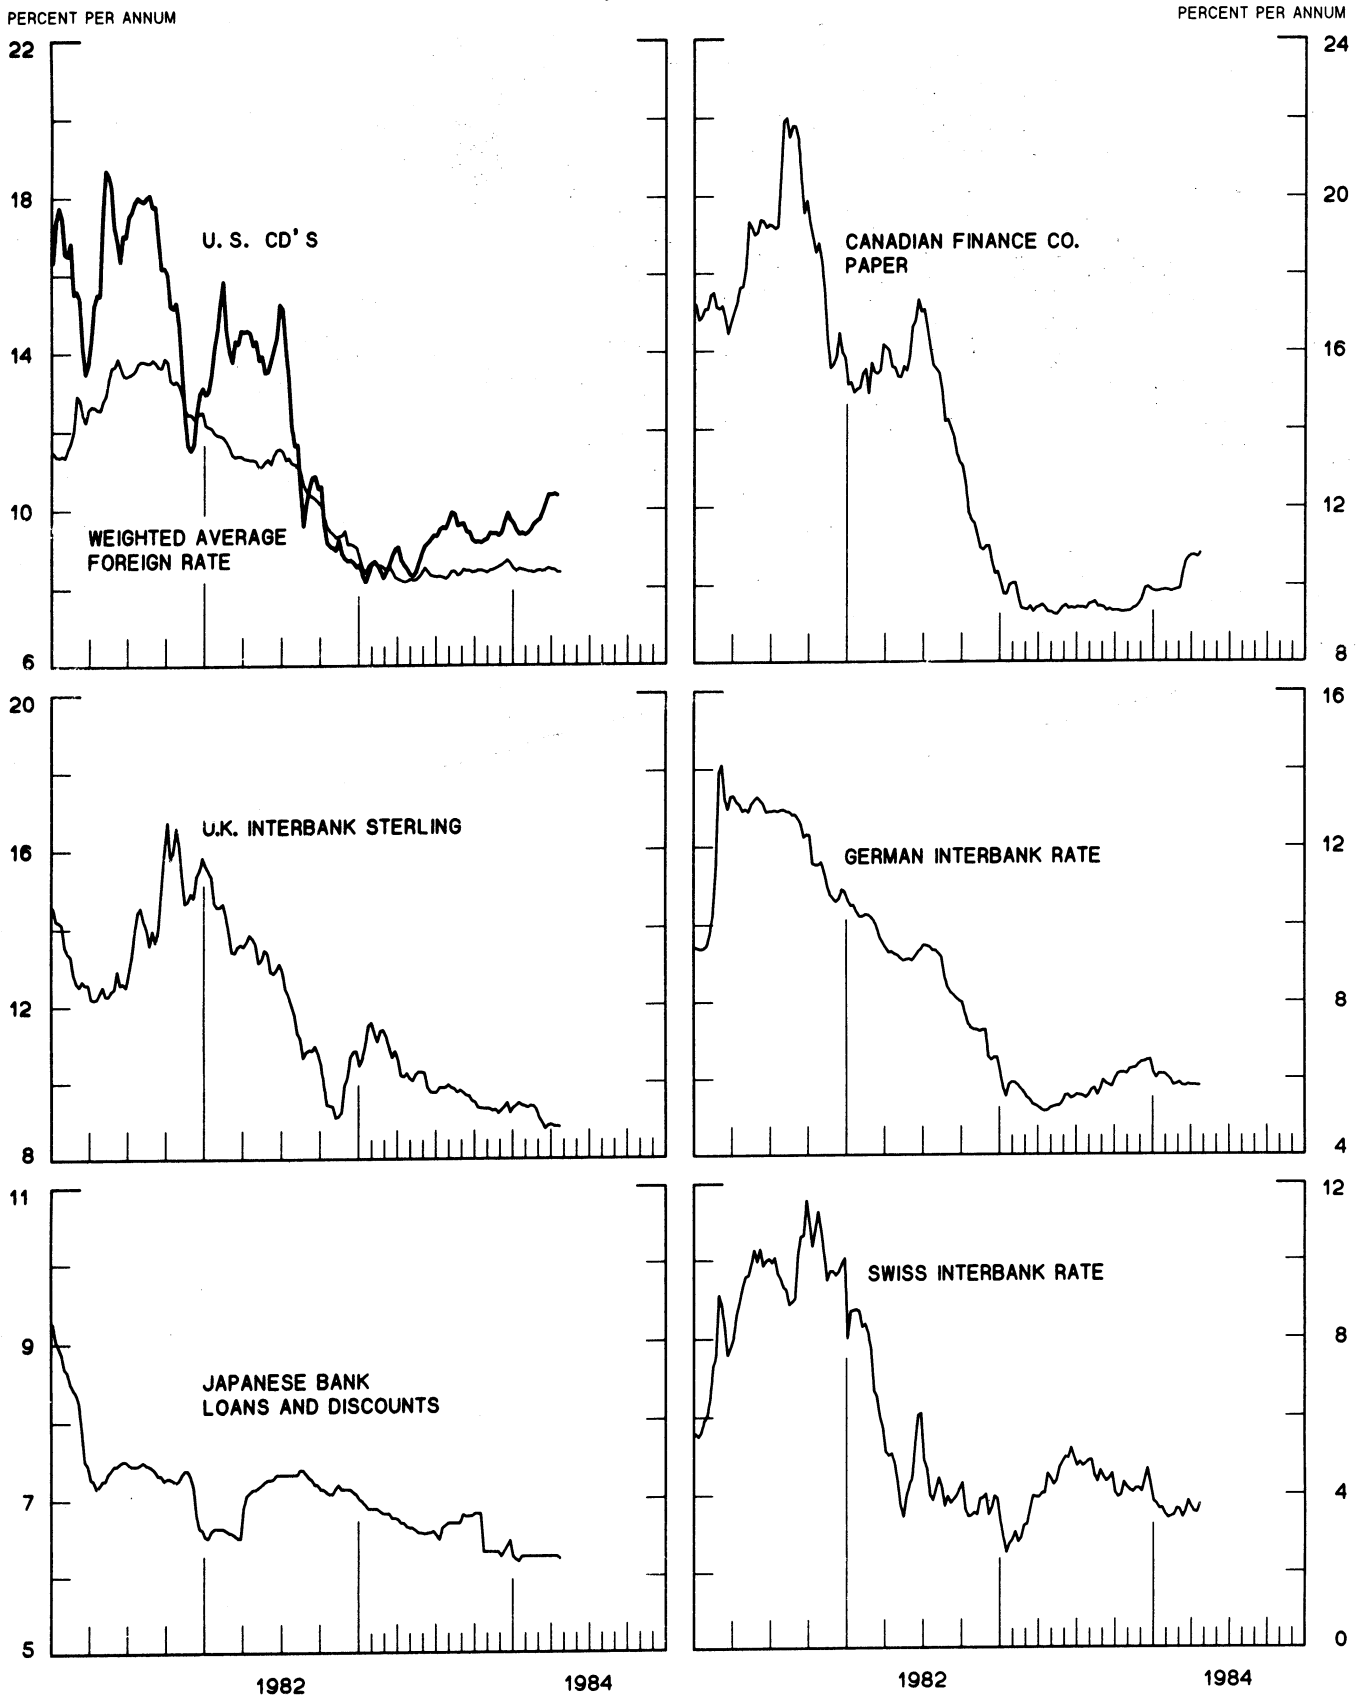 PERCENT PER ANNUM
PERCENT PER ANNUM
22
18
14
10
6
U.S. CD'S
WEIGHTED AVERAGE
FOREIGN RATE
24
20
16
12
8
CANADIAN FINANCE CO.
PAPER
20
16
12
8
U.K. INTERBANK STERLING
16
12
8
4
GERMAN INTERBANK RATE
11
9
7
5
JAPANESE BANK
LOANS AND DISCOUNTS
12
8
4
0
SWISS INTERBANK RATE
1982
1984
1982
1984